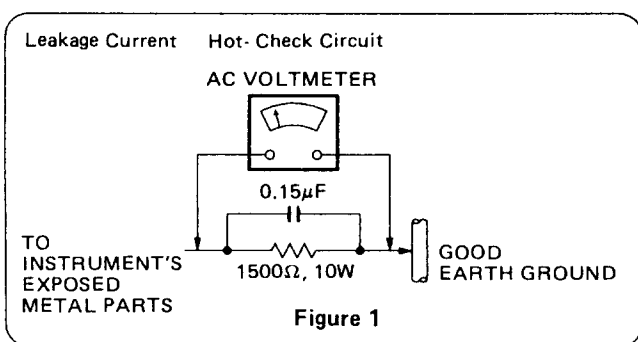 Leakage Current Hot-Check Circuit
AC VOLTMETER
0.15μF
TO
INSTRUMENT'S
EXPOSED
METAL PARTS
1500Ω, 10W
GOOD
EARTH GROUND
Figure 1